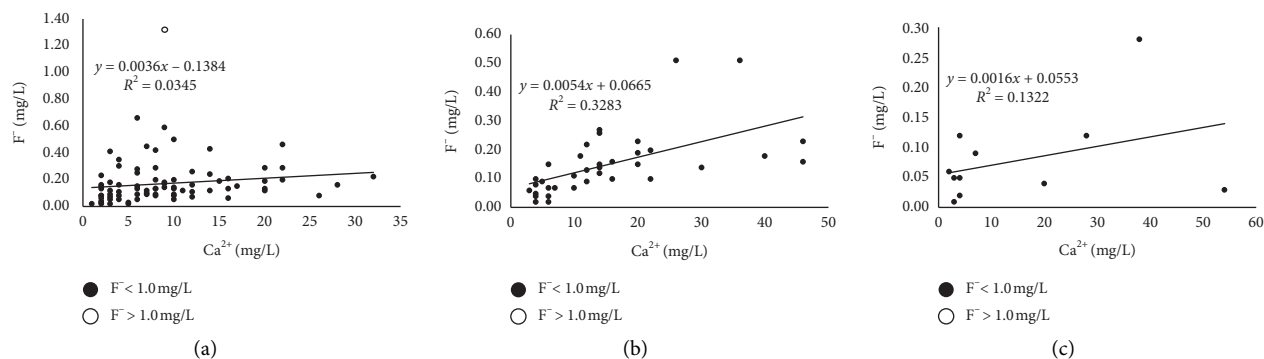 1.40
1.20
1.00
0.80
0.60
0.40
0.20
0.00
F⁻ (mg/L)
y = 0.0036x – 0.1384
R² = 0.0345
0 5 10 15 20 25 30 35
Ca²⁺ (mg/L)
F⁻ < 1.0 mg/L
F⁻ > 1.0 mg/L
(a)
0.60
0.50
0.40
0.30
0.20
0.10
0.00
F⁻ (mg/L)
y = 0.0054x + 0.0665
R² = 0.3283
0 10 20 30 40 50
Ca²⁺ (mg/L)
F⁻ < 1.0 mg/L
F⁻ > 1.0 mg/L
(b)
0.30
0.25
0.20
0.15
0.10
0.05
0.00
F⁻ (mg/L)
y = 0.0016x + 0.0553
R² = 0.1322
0 10 20 30 40 50 60
Ca²⁺ (mg/L)
F⁻ < 1.0 mg/L
F⁻ > 1.0 mg/L
(c)